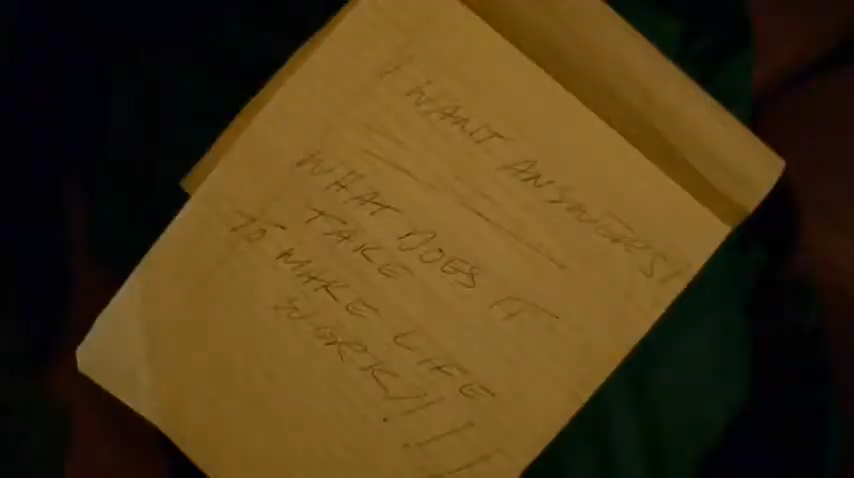 I WANT ANSWERS!
WHAT DOES IT
TAKE
TO MAKE LIFE
WORK?!!!